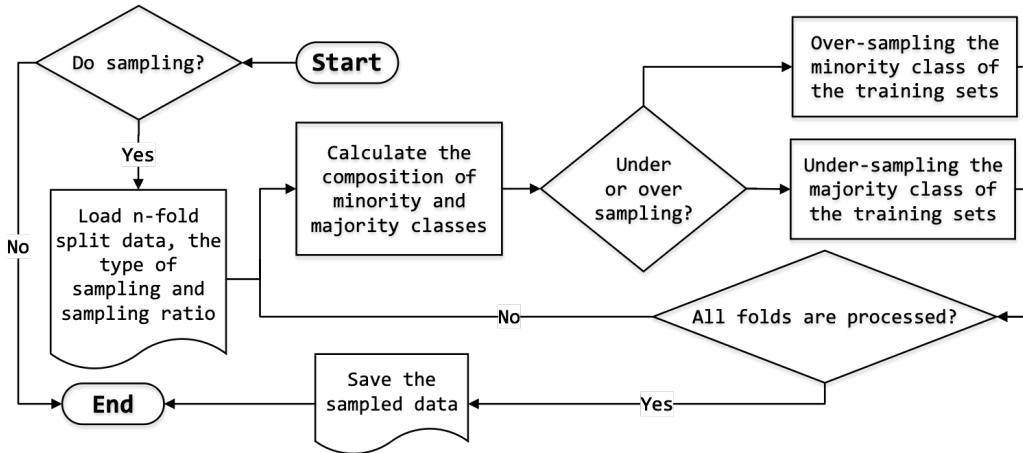 Start
Do sampling?
Yes
No
Load n-fold
split data, the
type of
sampling and
sampling ratio
Calculate the
composition of
minority and
majority classes
Under
or over
sampling?
Over-sampling the
minority class of
the training sets
Under-sampling the
majority class of
the training sets
All folds are processed?
No
Yes
Save the
sampled data
End